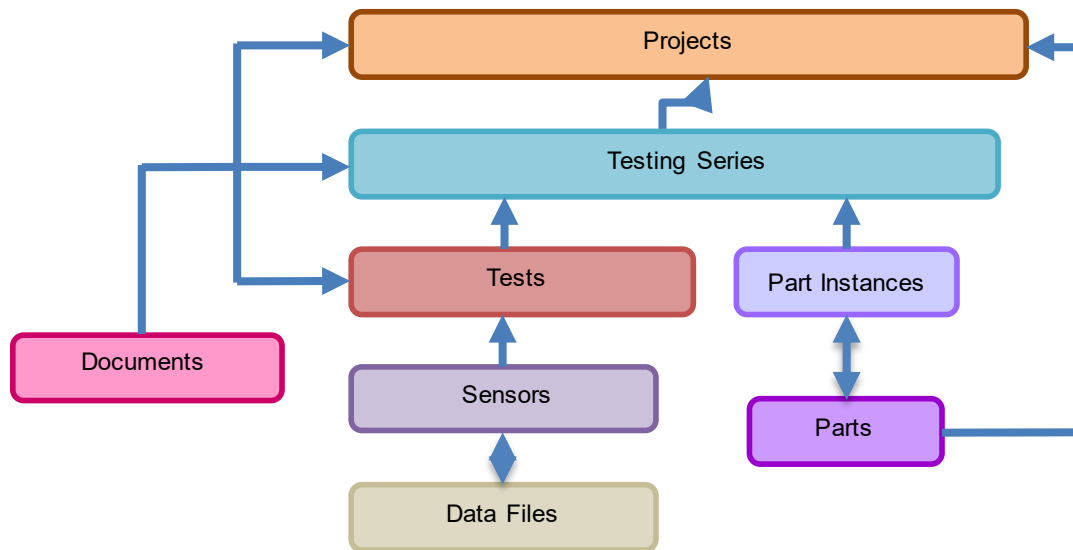 Projects
Testing Series
Tests
Part Instances
Documents
Sensors
Parts
Data Files